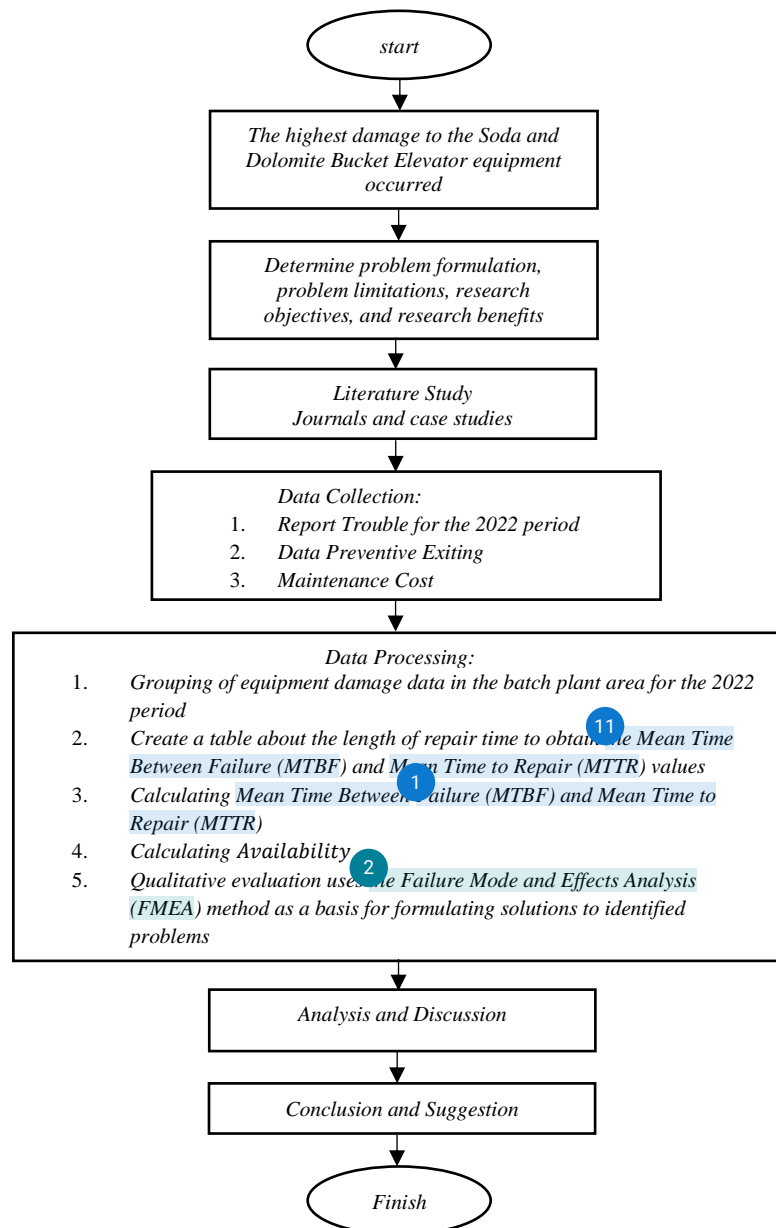 start
The highest damage to the Soda and
Dolomite Bucket Elevator equipment
occurred
Determine problem formulation,
problem limitations, research
objectives, and research benefits
Literature Study
Journals and case studies
Data Collection:
1. Report Trouble for the 2022 period
2. Data Preventive Exiting
3. Maintenance Cost
Data Processing:
1. Grouping of equipment damage data in the batch plant area for the 2022
period
11
2. Create a table about the length of repair time to obtain the Mean Time
Between Failure (MTBF) and Mean Time to Repair (MTTR) values
1
3. Calculating Mean Time Between Failure (MTBF) and Mean Time to
Repair (MTTR)
4. Calculating Availability
2
5. Qualitative evaluation uses the Failure Mode and Effects Analysis
(FMEA) method as a basis for formulating solutions to identified
problems
Analysis and Discussion
Conclusion and Suggestion
Finish